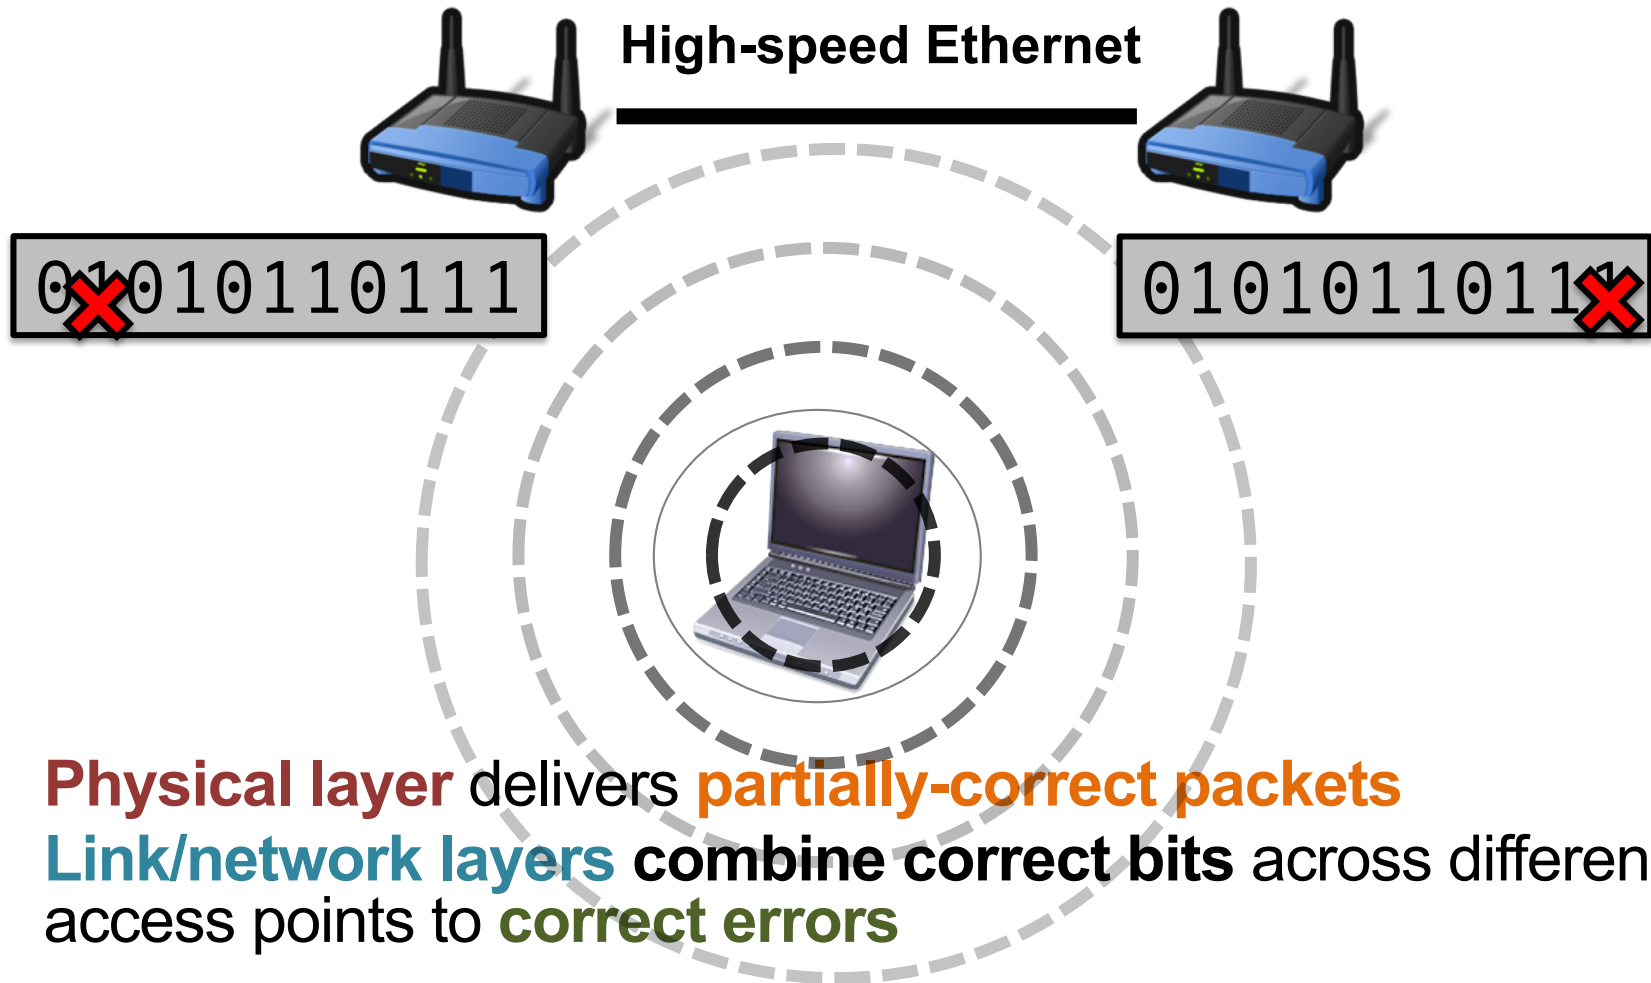 High-speed Ethernet
01010110111
01010110111
Physical layer delivers partially-correct packets
Link/network layers combine correct bits across differen
access points to correct errors